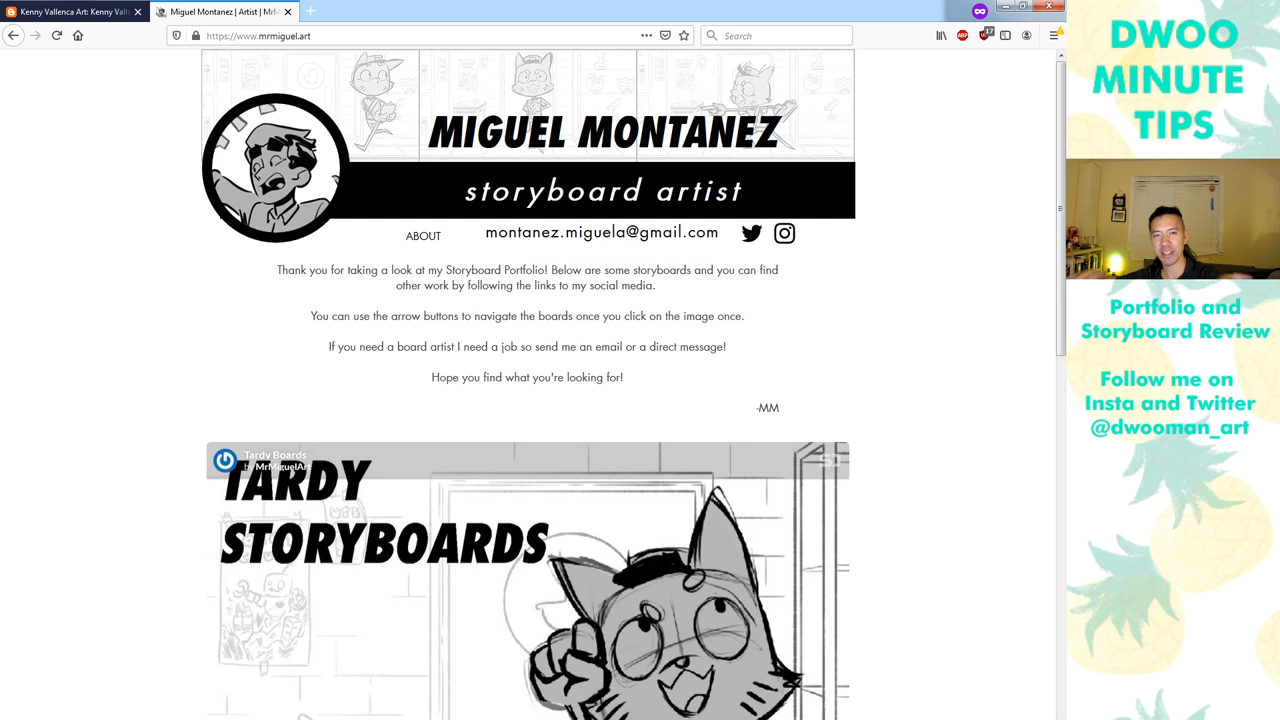 Kenny Vallenca Art: Kenny Valle
Miguel Montanez | Artist | MrM
https://www.mrmiguel.art
Search
17
MIGUEL MONTANEZ
storyboard artist
ABOUT
montanez.miguela@gmail.com
Thank you for taking a look at my Storyboard Portfolio! Below are some storyboards and you can find
other work by following the links to my social media.
You can use the arrow buttons to navigate the boards once you click on the image once.
If you need a board artist I need a job so send me an email or a direct message!
Hope you find what you're looking for!
-MM
Tardy Boards
by MrMiguelArt
TARDY
STORYBOARDS
DWOO
MINUTE
TIPS
Portfolio and
Storyboard Review
Follow me on
Insta and Twitter
@dwooman_art